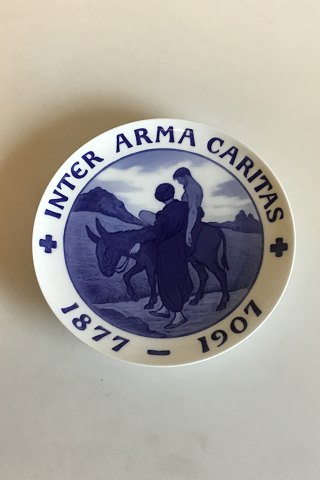 INTER ARMA CARITAS
1877 – 1907